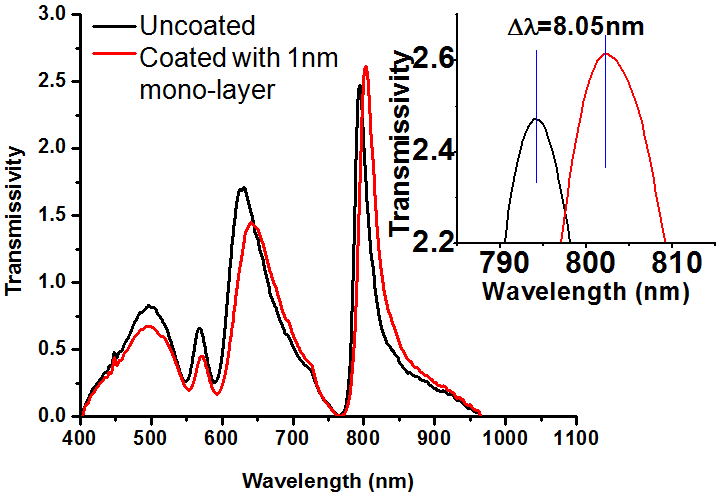 Uncoated
Coated with 1nm
mono-layer
Transmissivity
3.0
2.5
2.0
1.5
1.0
0.5
0.0
400 500 600 700 800 900 1000 1100
Wavelength (nm)
Δλ=8.05nm
Transmissivity
2.6
2.4
2.2
790 800 810
Wavelength (nm)